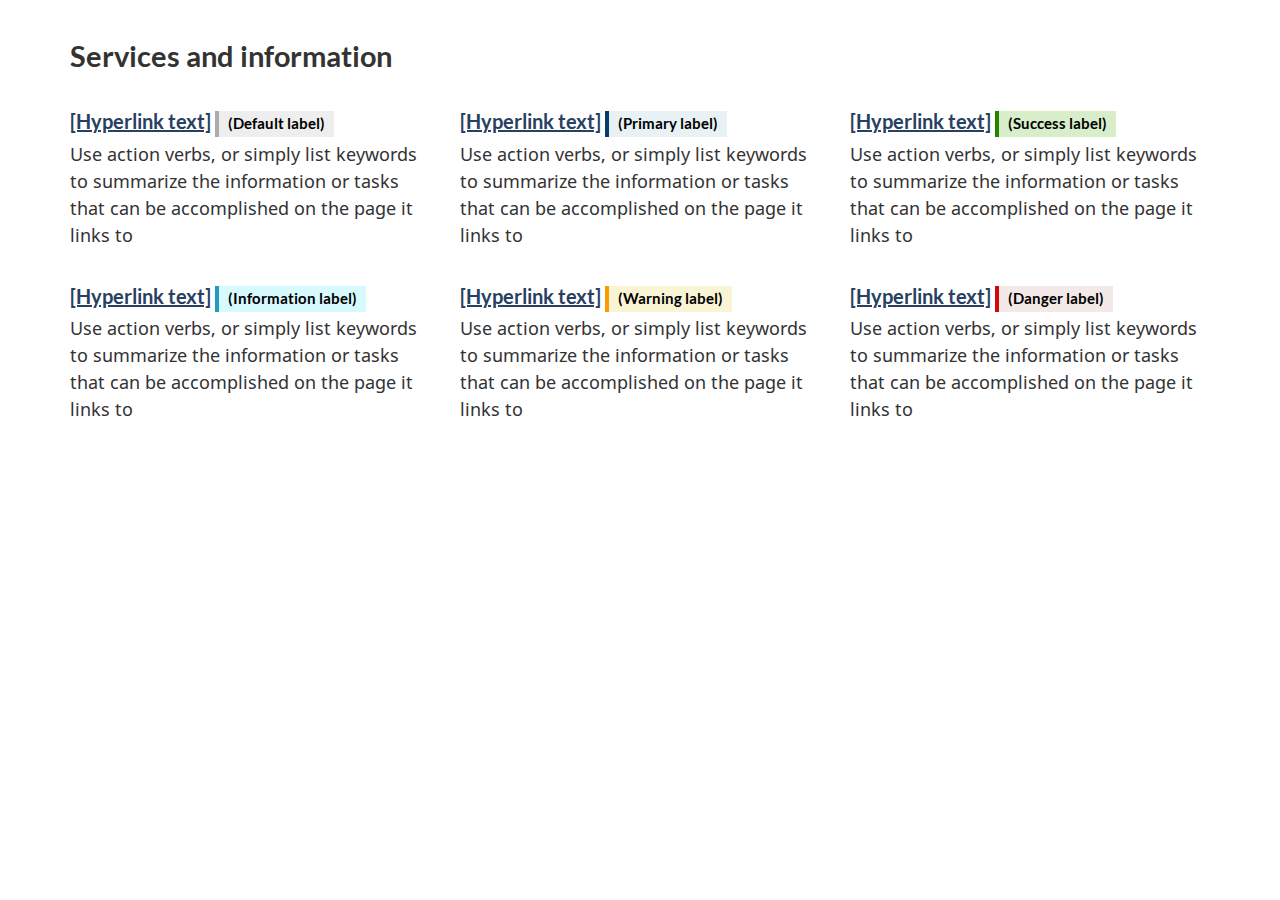 Services and information
[Hyperlink text] (Default label)
Use action verbs, or simply list keywords
to summarize the information or tasks
that can be accomplished on the page it
links to
[Hyperlink text] (Primary label)
Use action verbs, or simply list keywords
to summarize the information or tasks
that can be accomplished on the page it
links to
[Hyperlink text] (Success label)
Use action verbs, or simply list keywords
to summarize the information or tasks
that can be accomplished on the page it
links to
[Hyperlink text] (Information label)
Use action verbs, or simply list keywords
to summarize the information or tasks
that can be accomplished on the page it
links to
[Hyperlink text] (Warning label)
Use action verbs, or simply list keywords
to summarize the information or tasks
that can be accomplished on the page it
links to
[Hyperlink text] (Danger label)
Use action verbs, or simply list keywords
to summarize the information or tasks
that can be accomplished on the page it
links to